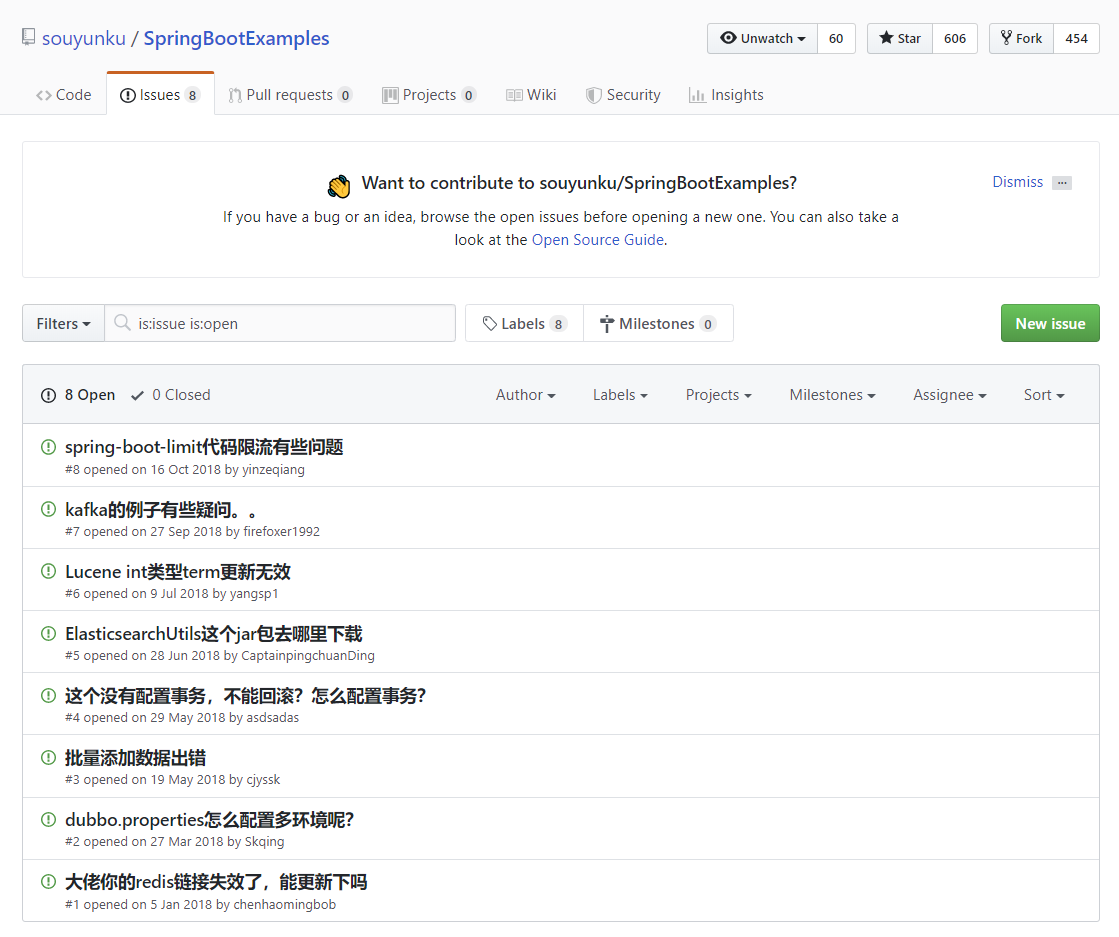 souyunku / SpringBootExamples
Unwatch 60 Star 606 Fork 454
Code Issues 8 Pull requests 0 Projects 0 Wiki Security Insights
Want to contribute to souyunku/SpringBootExamples?
Dismiss ...
If you have a bug or an idea, browse the open issues before opening a new one. You can also take a
look at the Open Source Guide.
Filters is:issue is:open Labels 8 Milestones 0 New issue
8 Open 0 Closed Author Labels Projects Milestones Assignee Sort
spring-boot-limit代码限流有些问题
#8 opened on 16 Oct 2018 by yinzeqiang
kafka的例子有些疑问。。
#7 opened on 27 Sep 2018 by firefoxer1992
Lucene int类型term更新无效
#6 opened on 9 Jul 2018 by yangsp1
ElasticsearchUtils这个jar包去哪里下载
#5 opened on 28 Jun 2018 by CaptainpingchuanDing
这个没有配置事务，不能回滚？怎么配置事务？
#4 opened on 29 May 2018 by asdsadas
批量添加数据出错
#3 opened on 19 May 2018 by cjyssk
dubbo.properties怎么配置多环境呢？
#2 opened on 27 Mar 2018 by Skqing
大佬你的redis链接失效了，能更新下吗
#1 opened on 5 Jan 2018 by chenhaomingbob